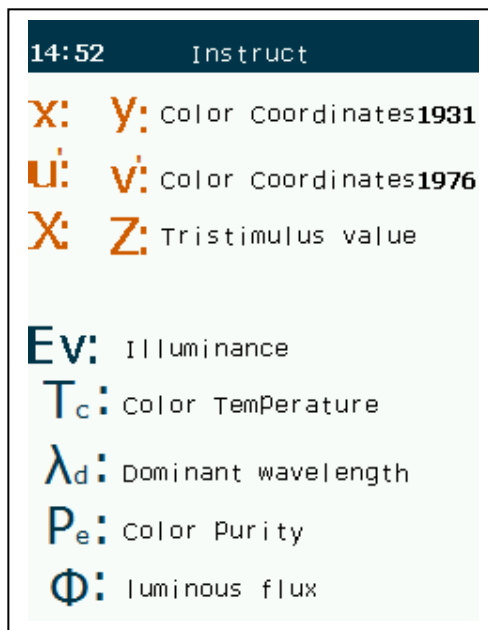 14:52 Instruct
x: y: Color Coordinates1931
u': v': Color Coordinates1976
X: Z: Tristimulus value
Ev: Illuminance
Tc: Color TemPerature
λd: Dominant wavelength
Pe: Color Purity
Φ: luminous flux